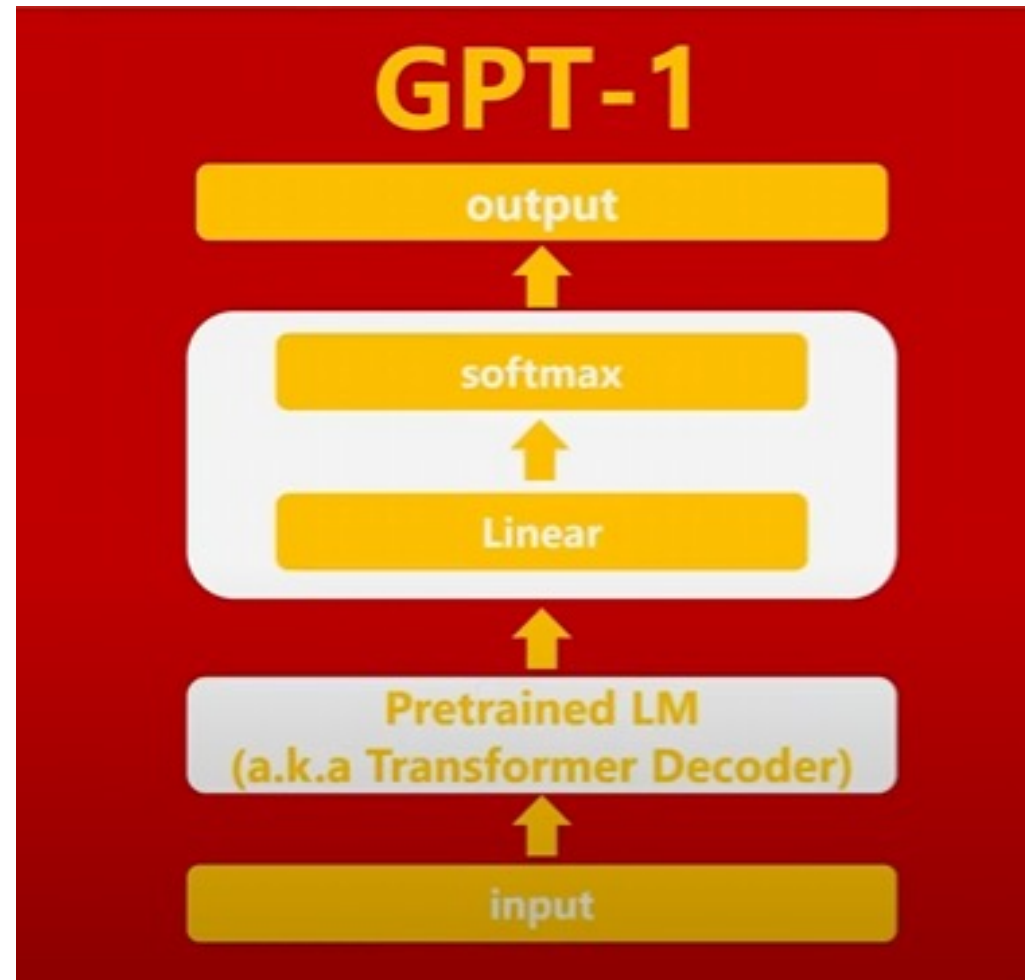 GPT-1
output
softmax
Linear
Pretrained LM
(a.k.a Transformer Decoder)
input